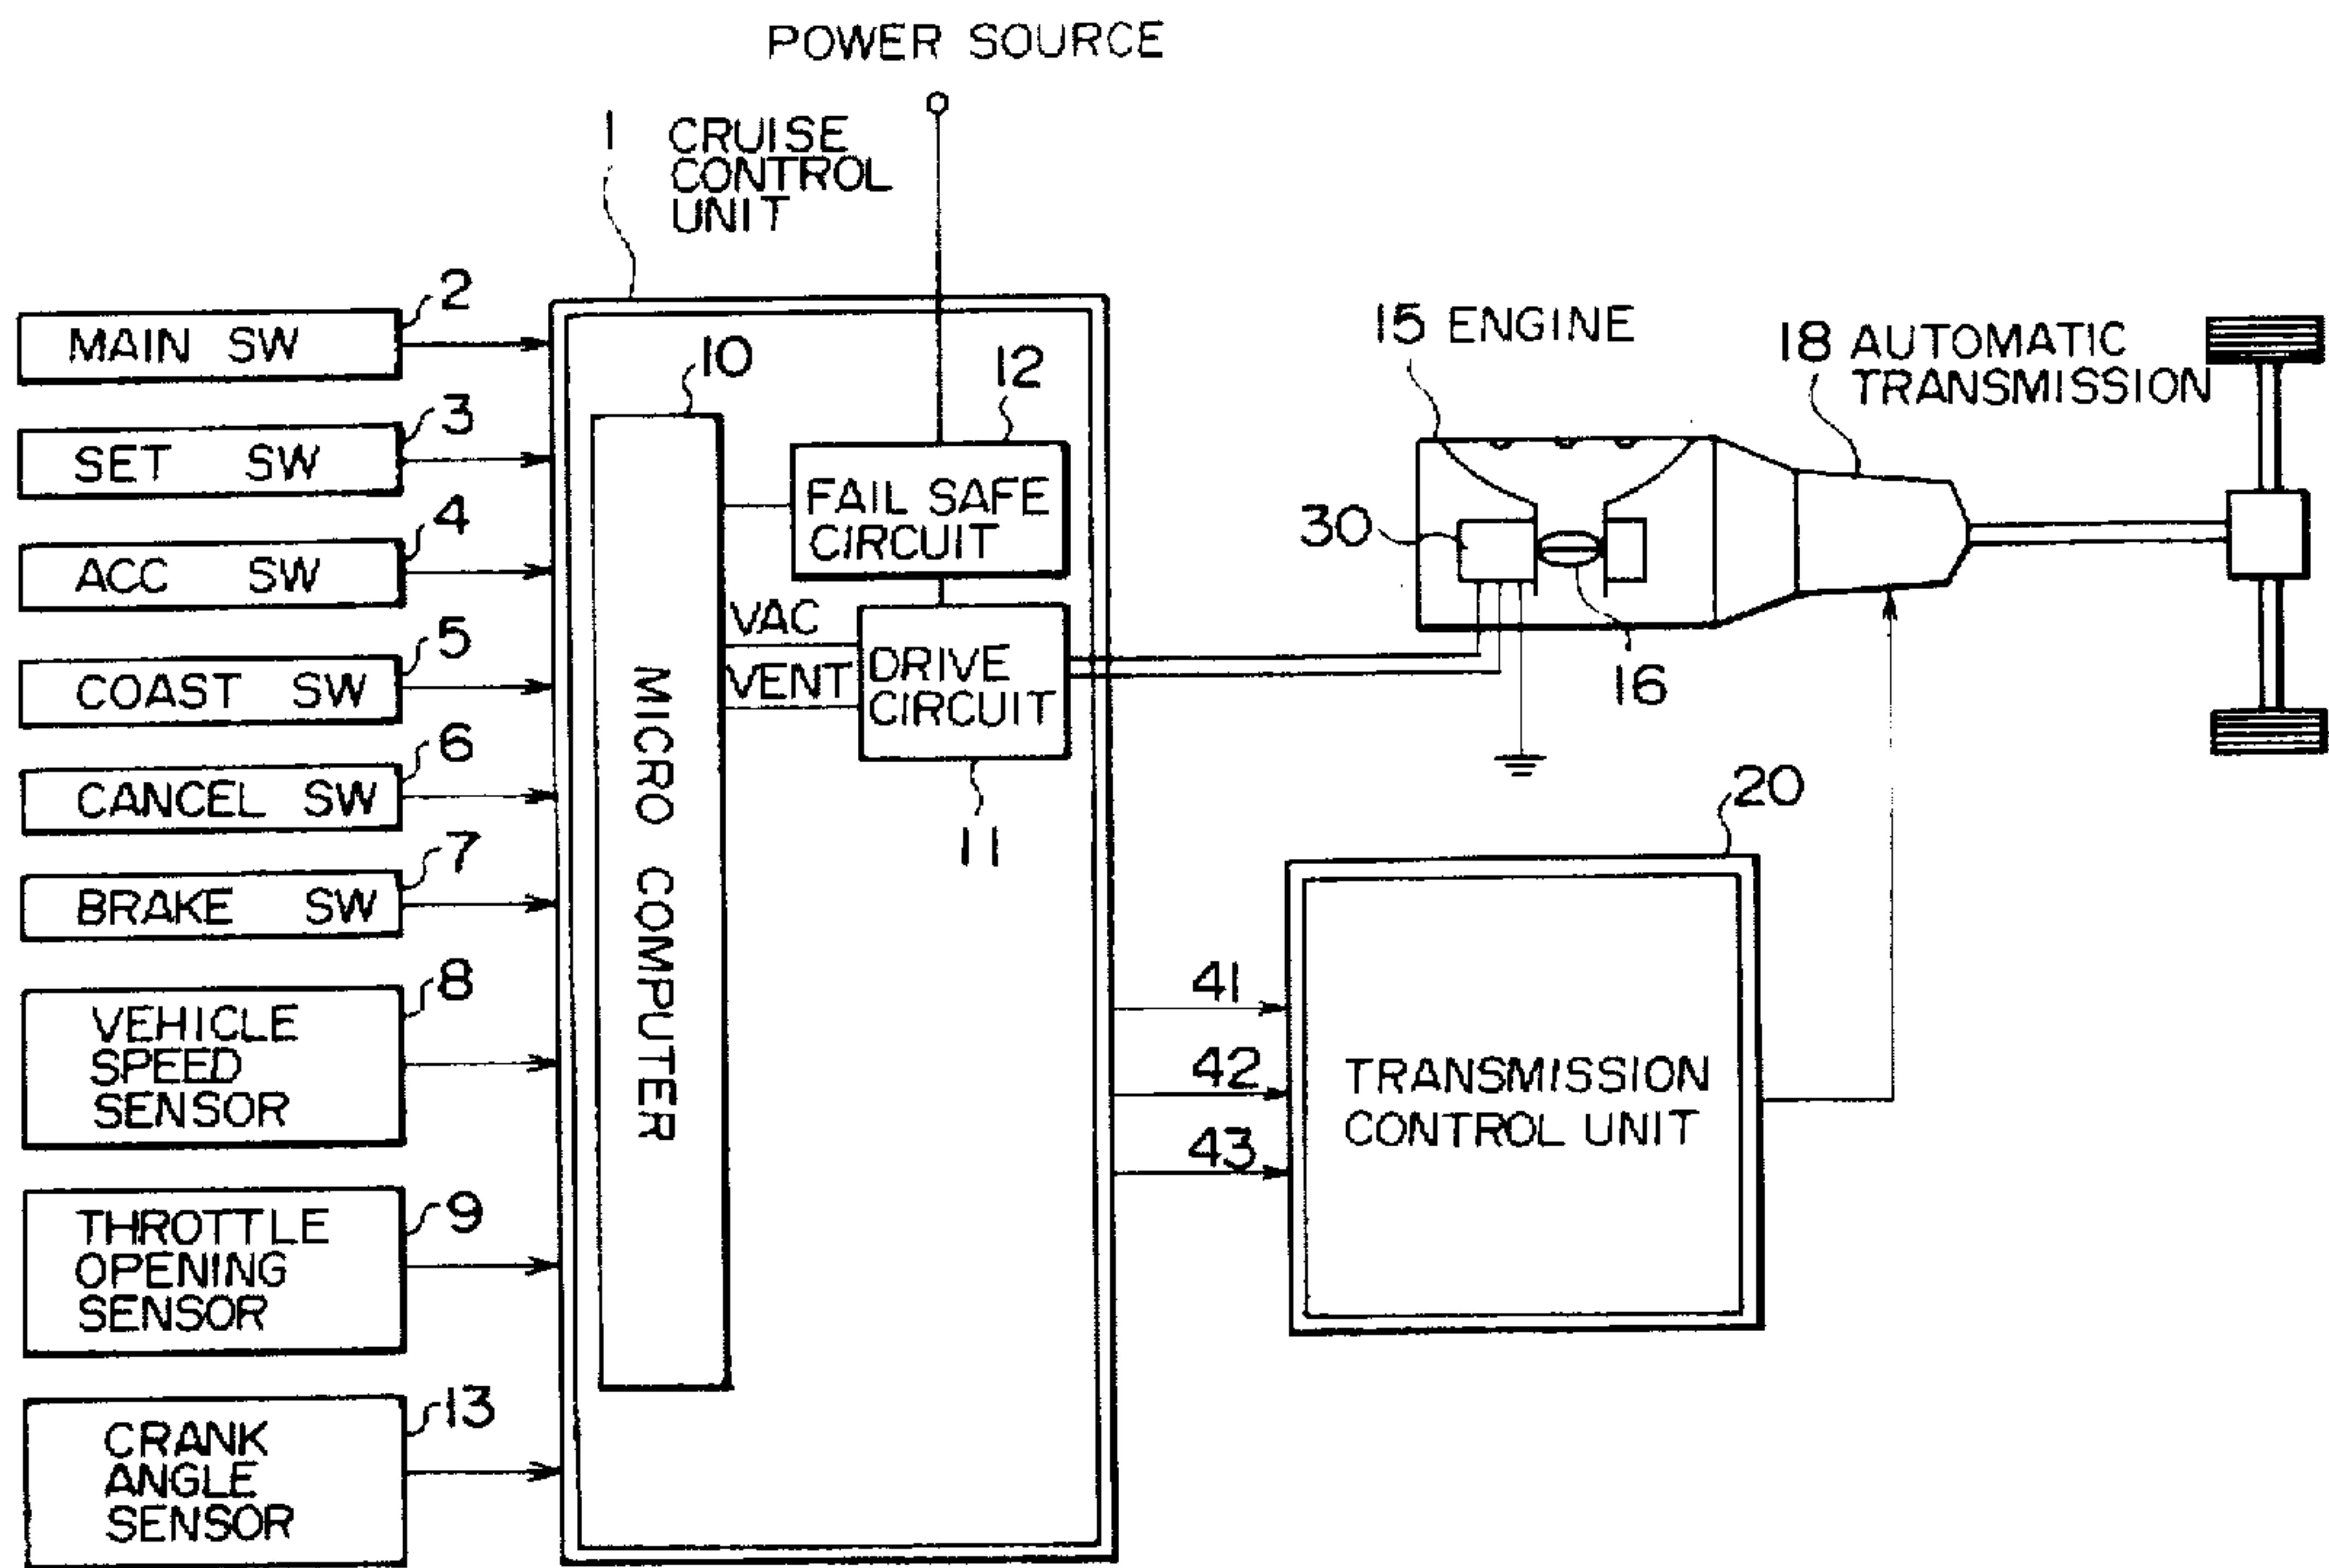 POWER SOURCE
1 CRUISE
CONTROL
UNIT
2
MAIN SW
3
SET SW
4
ACC SW
5
COAST SW
6
CANCEL SW
7
BRAKE SW
8
VEHICLE
SPEED
SENSOR
9
THROTTLE
OPENING
SENSOR
13
CRANK
ANGLE
SENSOR
10
MICRO COMPUTER
12
FAIL SAFE
CIRCUIT
VAC
VENT
DRIVE
CIRCUIT
11
15 ENGINE
30
16
18 AUTOMATIC
TRANSMISSION
20
41
42
43
TRANSMISSION
CONTROL UNIT